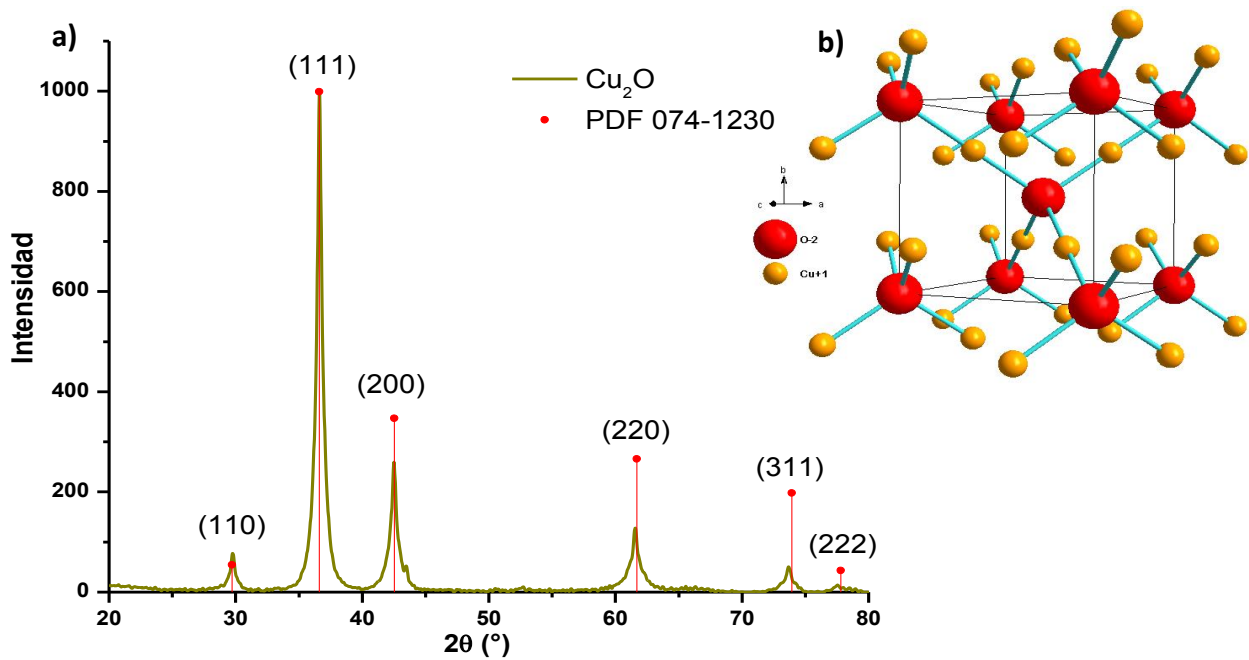 a)
Intensidad
1000
800
600
400
200
0
20
30
40
50
60
70
80
2θ (°)
(110)
(111)
(200)
(220)
(311)
(222)
Cu₂O
PDF 074-1230
b)
b
c a
O-2
Cu+1